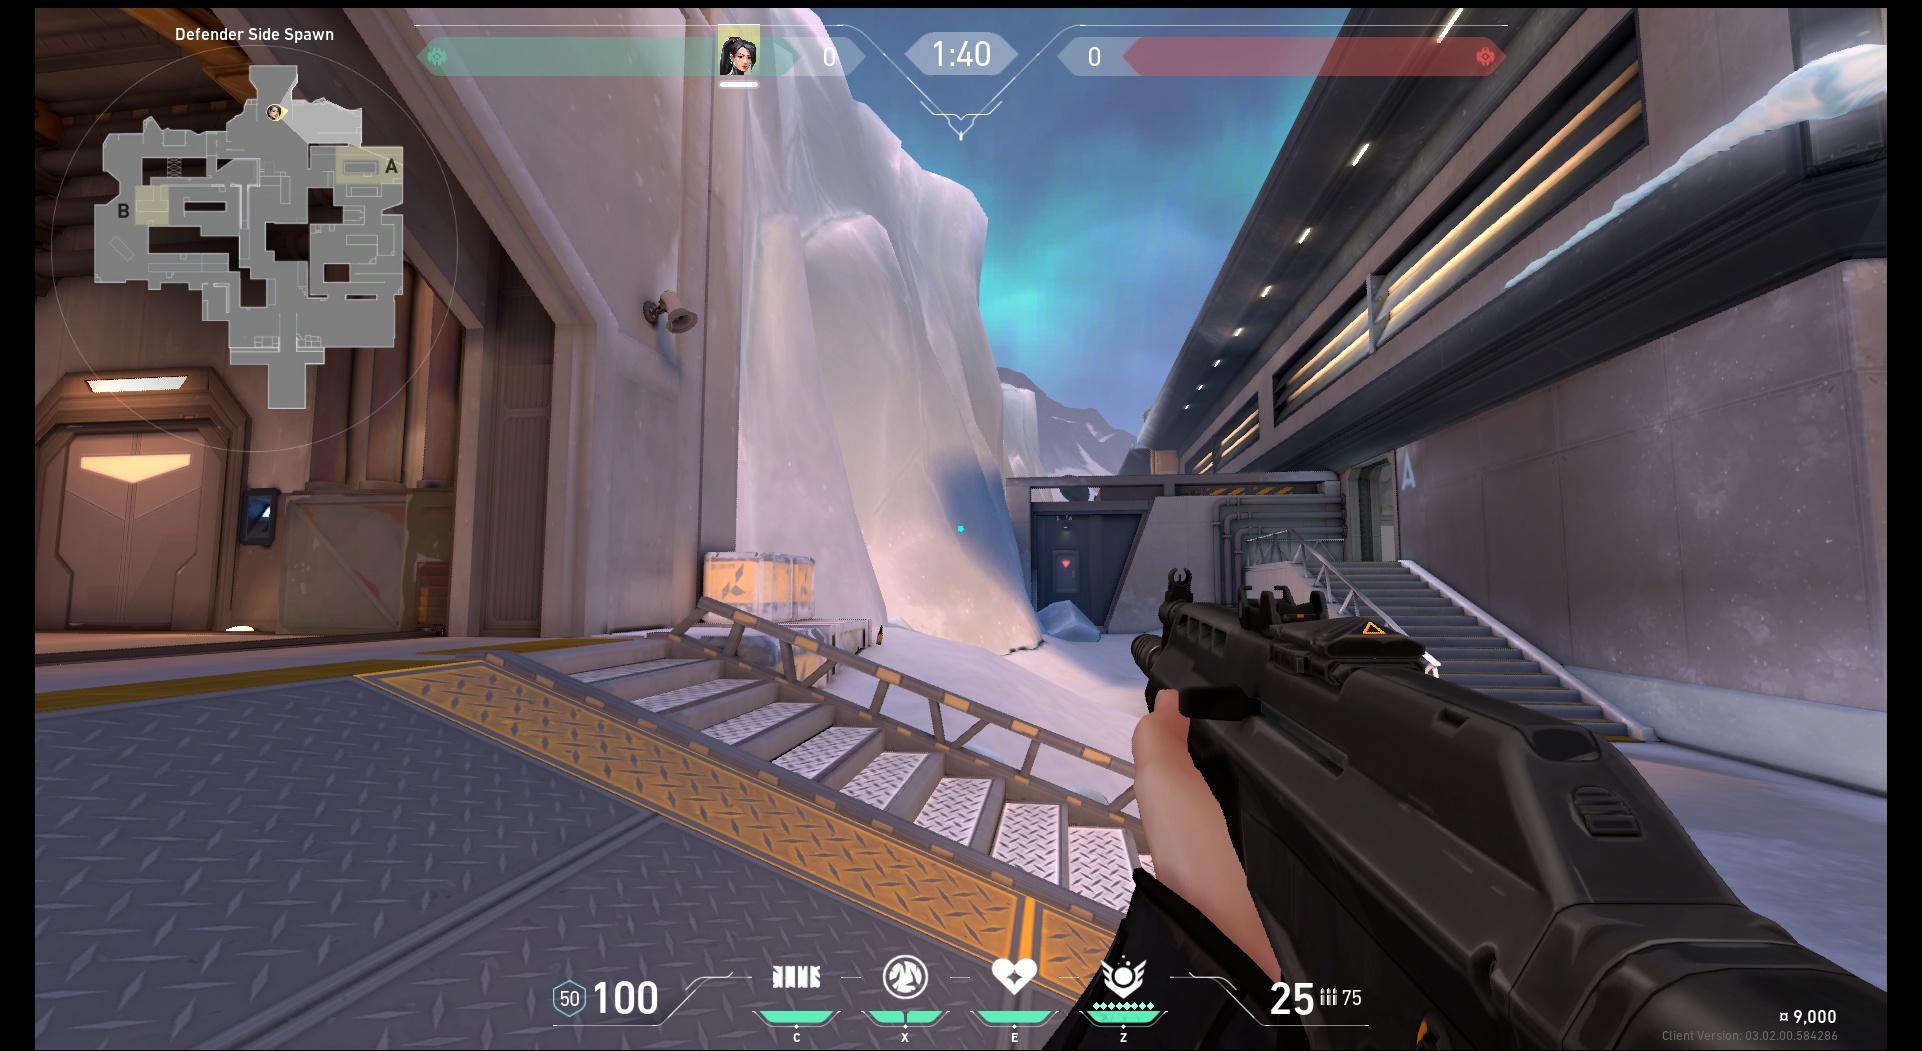 Defender Side Spawn
0
1:40
0
A
B
A
50
100
25
75
C
X
E
Z
¤ 9,000
Client Version: 03.02.00.584286